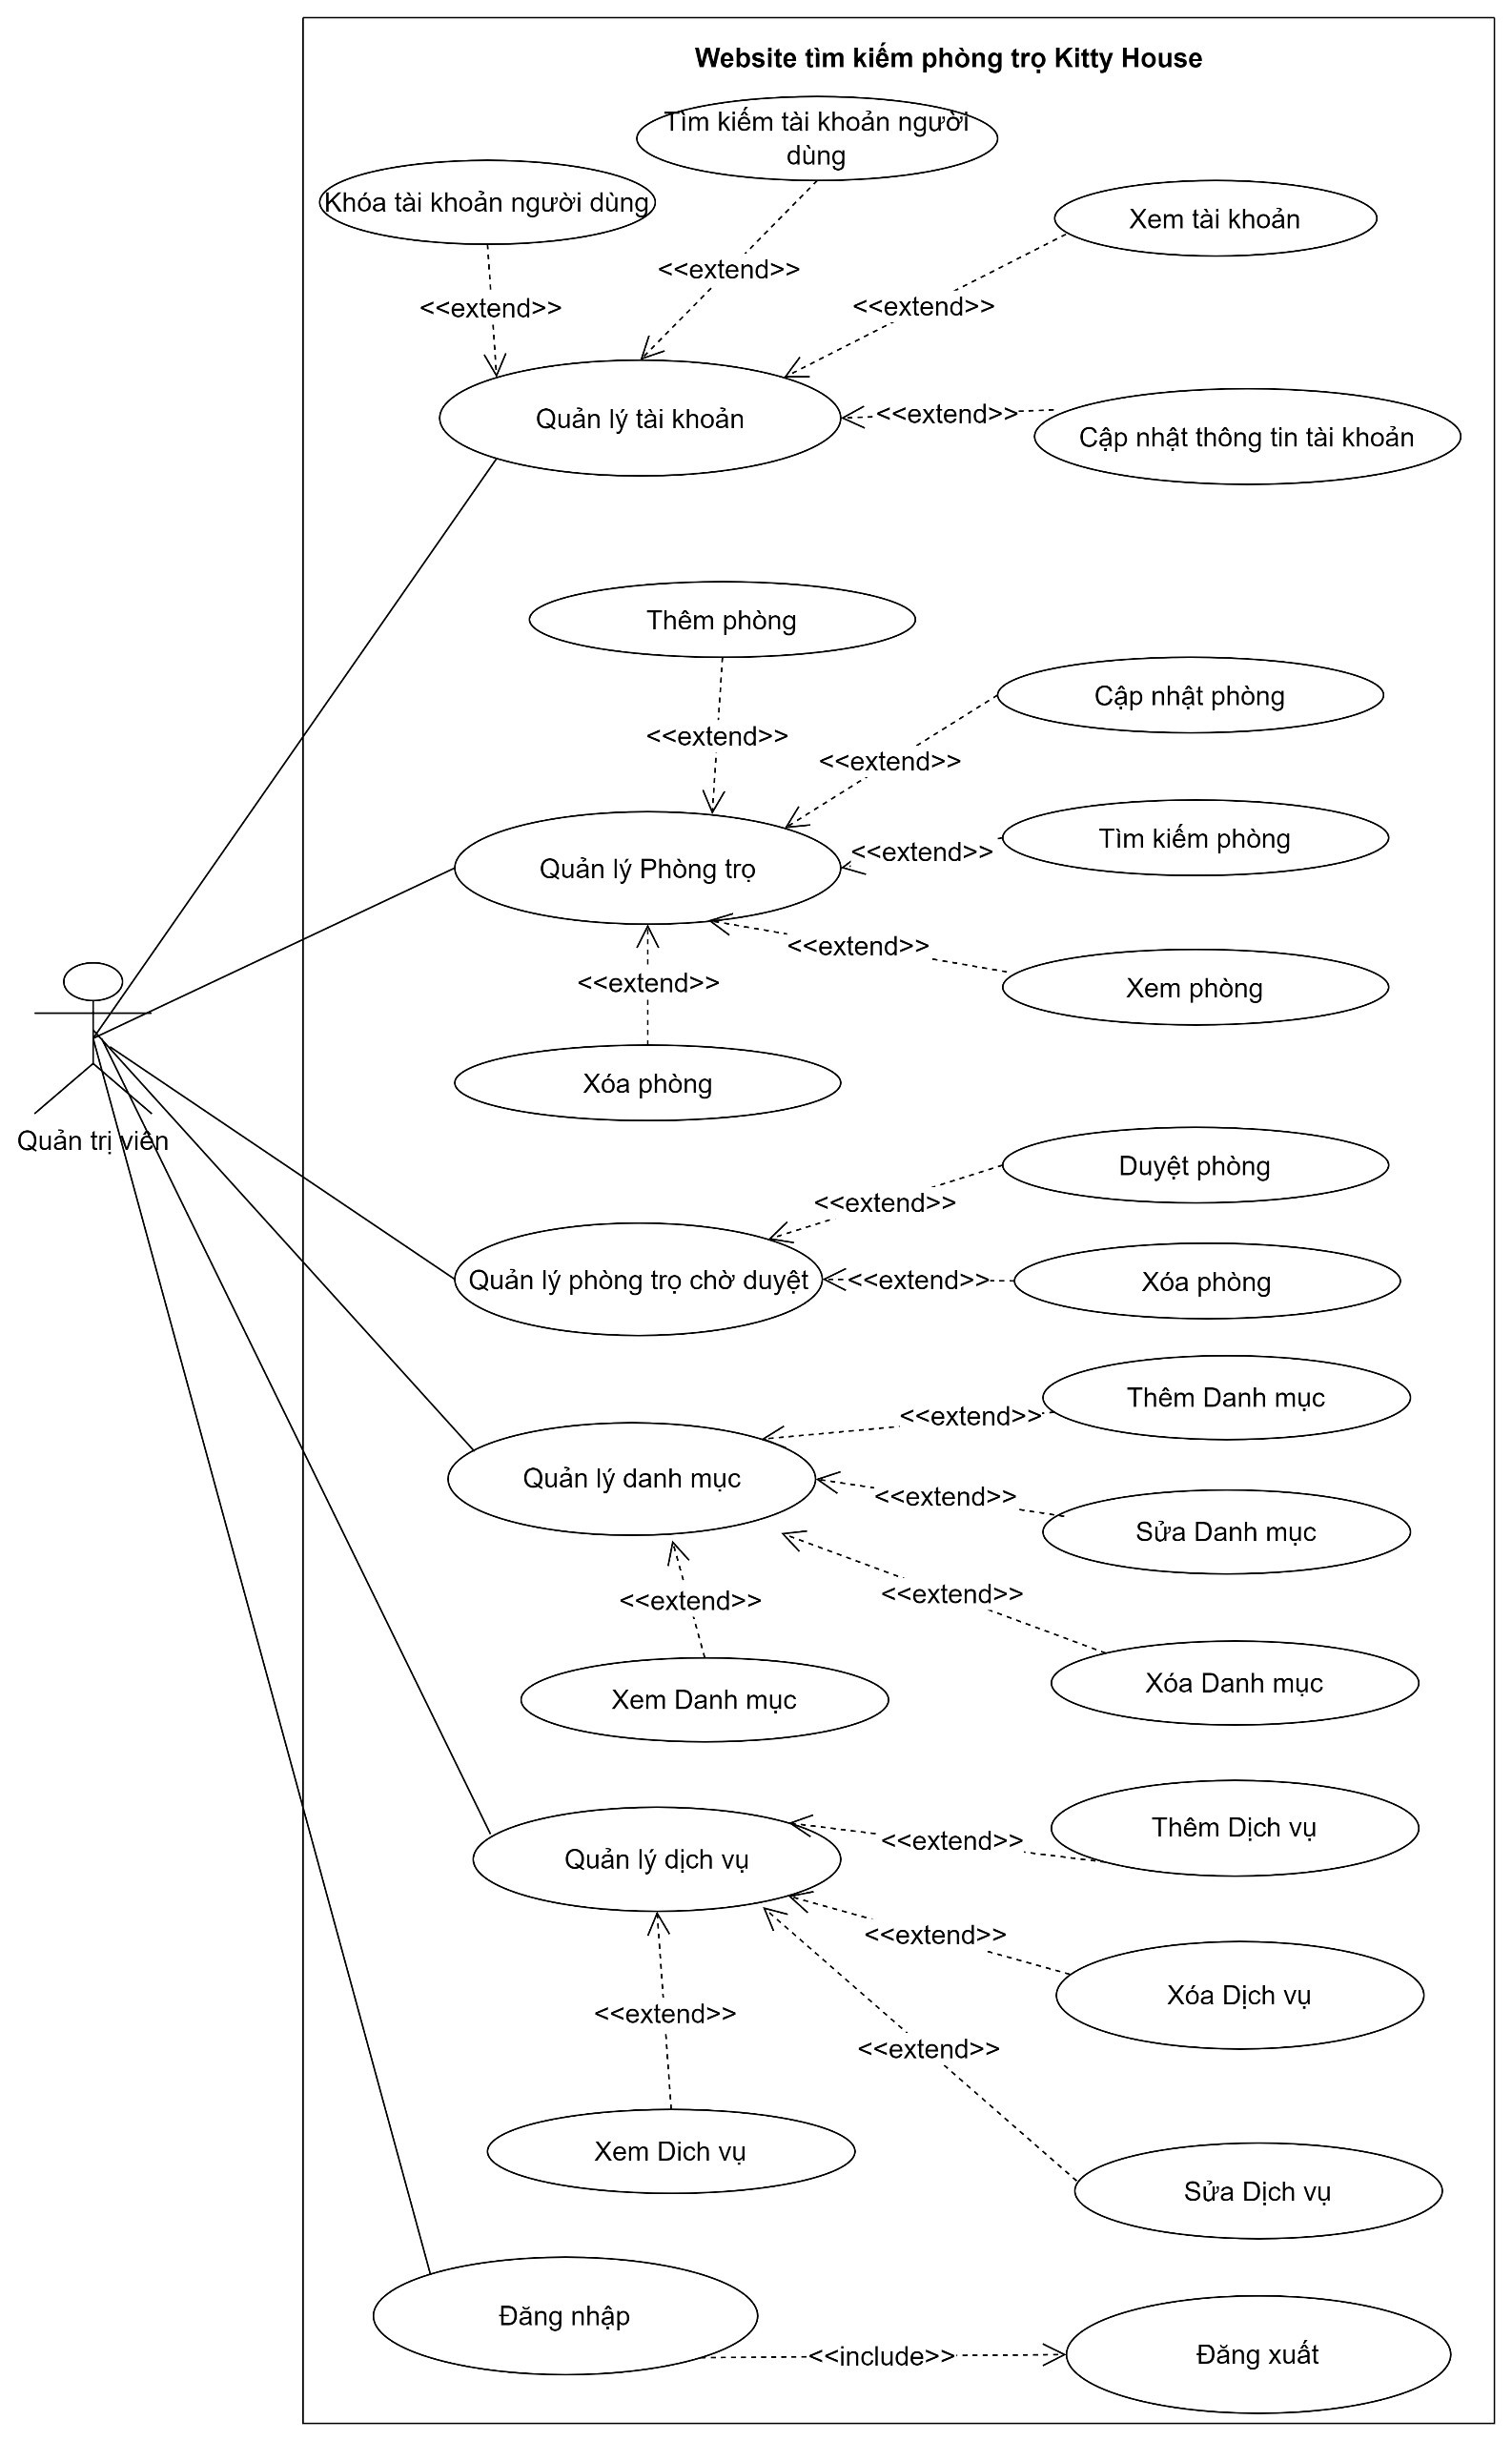 Website tìm kiếm phòng trọ Kitty House
Tìm kiếm tài khoản người
dùng
Khóa tài khoản người dùng
Xem tài khoản
<<extend>>
<<extend>>
<<extend>>
Quản lý tài khoản
<<extend>>
Cập nhật thông tin tài khoản
Thêm phòng
Cập nhật phòng
<<extend>>
<<extend>>
Tìm kiếm phòng
<<extend>>
Quản lý Phòng trọ
<<extend>>
Xem phòng
<<extend>>
Xóa phòng
Quản trị viên
Duyệt phòng
<<extend>>
Quản lý phòng trọ chờ duyệt
<<extend>>
Xóa phòng
Thêm Danh mục
<<extend>>
Quản lý danh mục
<<extend>>
Sửa Danh mục
<<extend>>
<<extend>>
Xóa Danh mục
Xem Danh mục
Thêm Dịch vụ
<<extend>>
Quản lý dịch vụ
<<extend>>
Xóa Dịch vụ
<<extend>>
<<extend>>
Xem Dich vụ
Sửa Dịch vụ
Đăng nhập
<<include>>
Đăng xuất